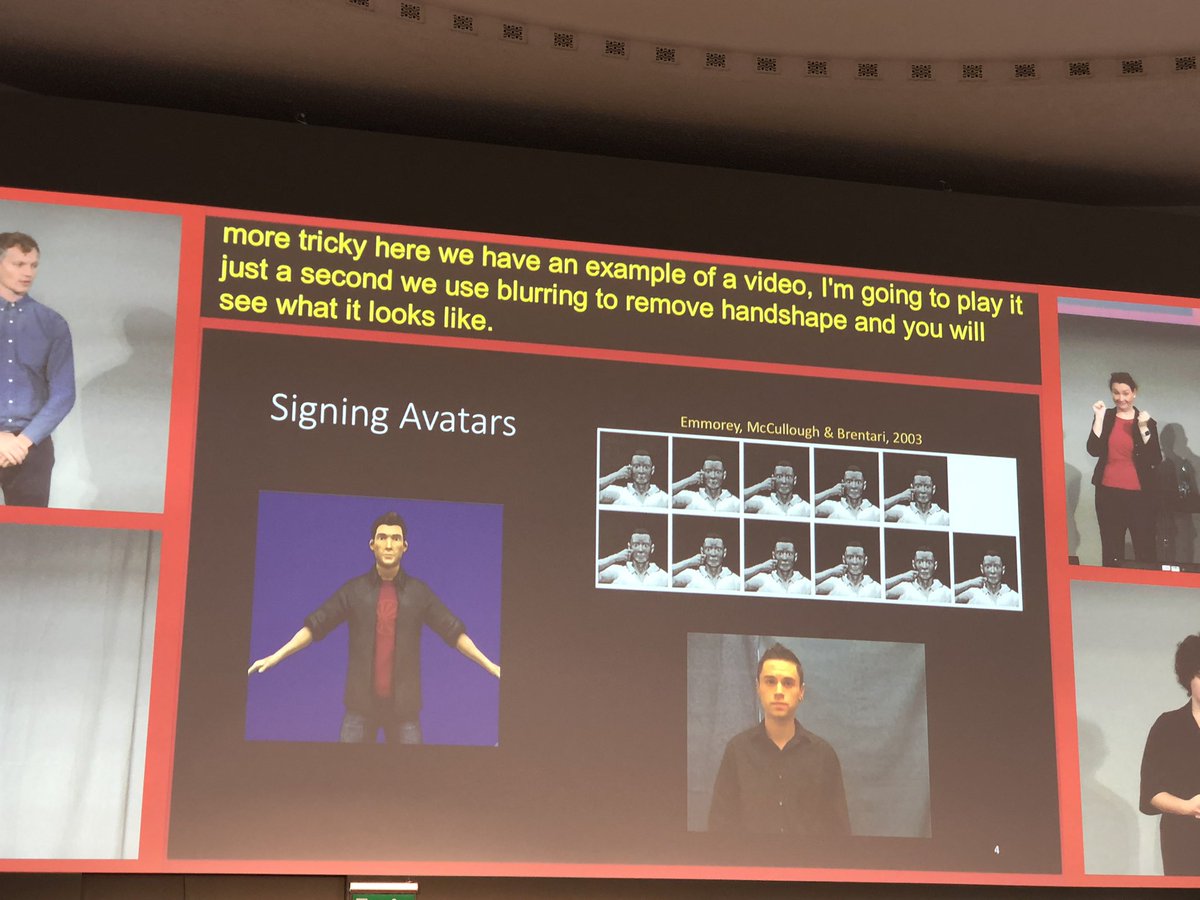 more tricky here we have an example of a video, I'm going to play it
just a second we use blurring to remove handshape and you will
see what it looks like.
Signing Avatars
Emmorey, McCullough & Brentari, 2003
4